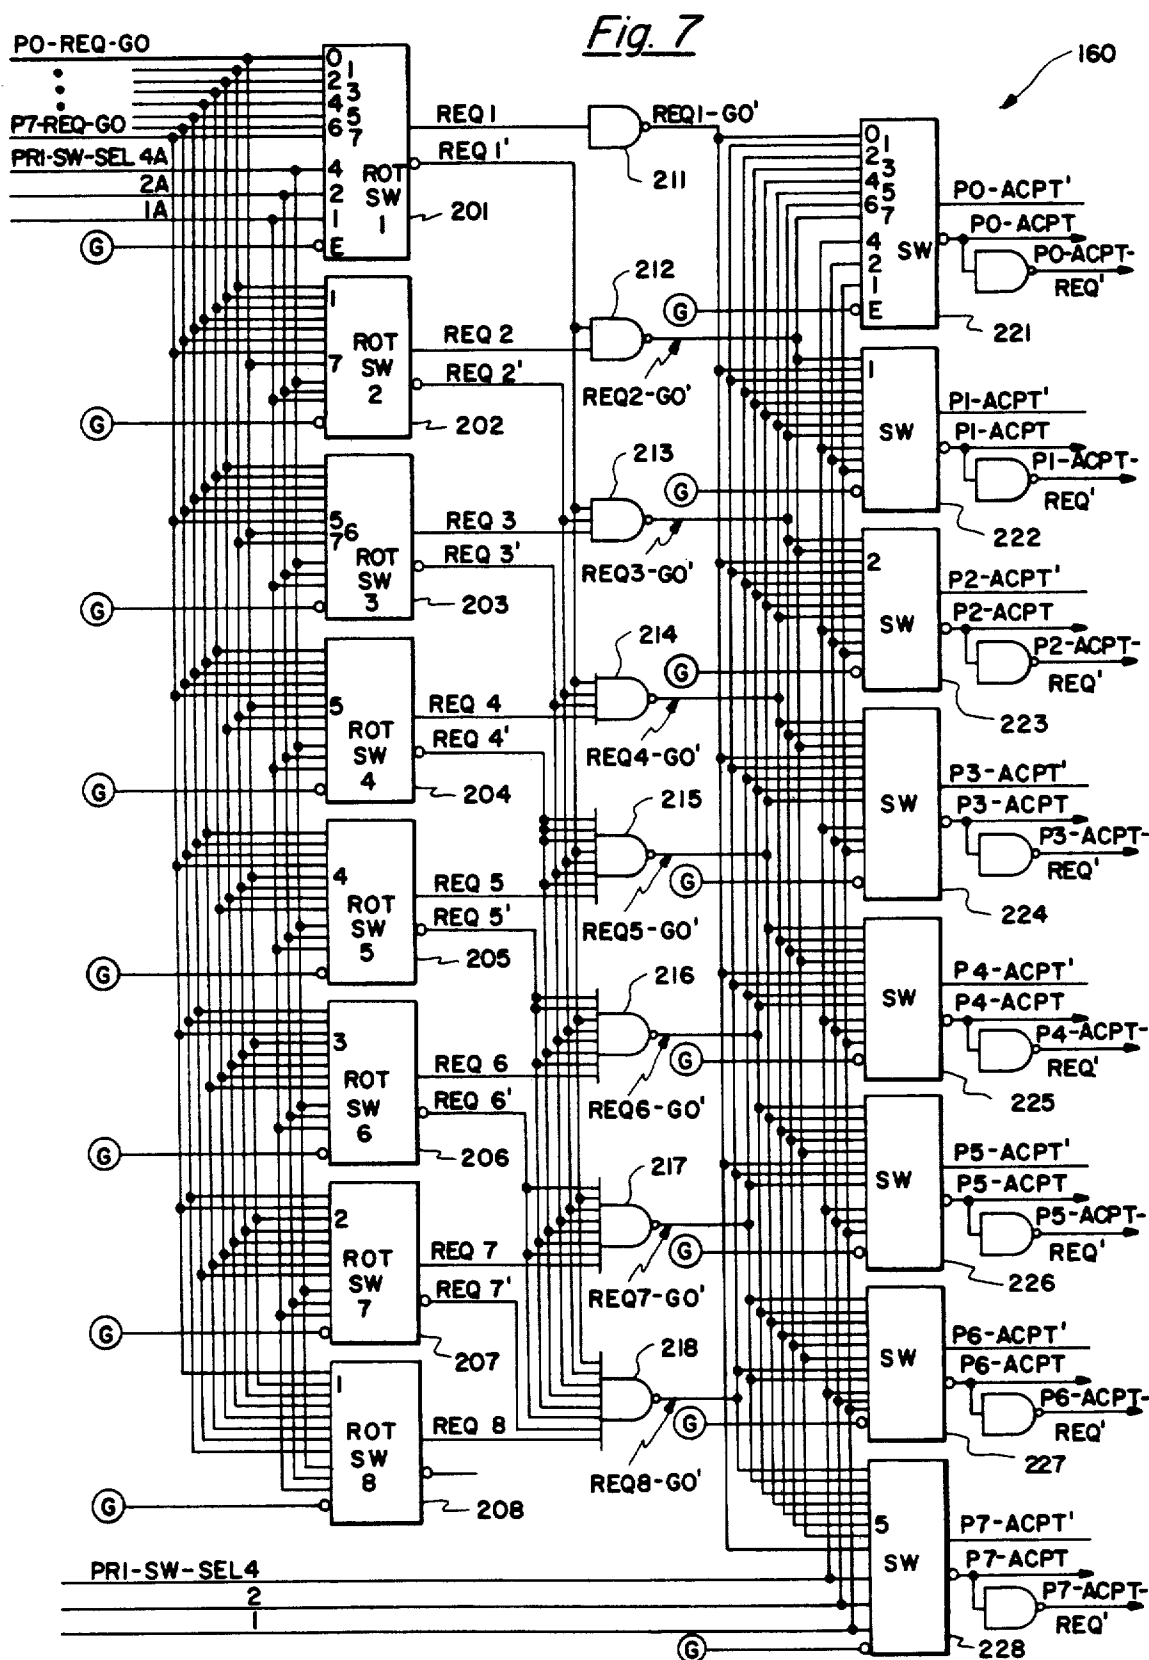 Fig. 7
160
P0-REQ-GO
P7-REQ-GO
PRI-SW-SEL 4A
2A
1A
G
0
1
2
3
4
5
6
7
4
2
1
E
ROT
SW
1
201
REQ 1
REQ 1'
211
REQ1-GO'
G
1
7
ROT
SW
2
202
REQ 2
REQ 2'
212
REQ2-GO'
G
5
6
7
ROT
SW
3
203
REQ 3
REQ 3'
213
REQ3-GO'
G
5
ROT
SW
4
204
REQ 4
REQ 4'
214
REQ4-GO'
G
4
ROT
SW
5
205
REQ 5
REQ 5'
215
REQ5-GO'
G
3
ROT
SW
6
206
REQ 6
REQ 6'
216
REQ6-GO'
G
2
ROT
SW
7
207
REQ 7
REQ 7'
217
REQ7-GO'
G
1
ROT
SW
8
208
REQ 8
218
REQ8-GO'
G
0
1
2
3
4
5
6
7
4
2
1
E
SW
221
P0-ACPT'
P0-ACPT
P0-ACPT-
REQ'
G
1
SW
222
P1-ACPT'
P1-ACPT
P1-ACPT-
REQ'
G
2
SW
223
P2-ACPT'
P2-ACPT
P2-ACPT-
REQ'
G
SW
224
P3-ACPT'
P3-ACPT
P3-ACPT-
REQ'
G
SW
225
P4-ACPT'
P4-ACPT
P4-ACPT-
REQ'
G
SW
226
P5-ACPT'
P5-ACPT
P5-ACPT-
REQ'
G
SW
227
P6-ACPT'
P6-ACPT
P6-ACPT-
REQ'
G
5
SW
228
P7-ACPT'
P7-ACPT
P7-ACPT-
REQ'
PRI-SW-SEL4
2
1
G